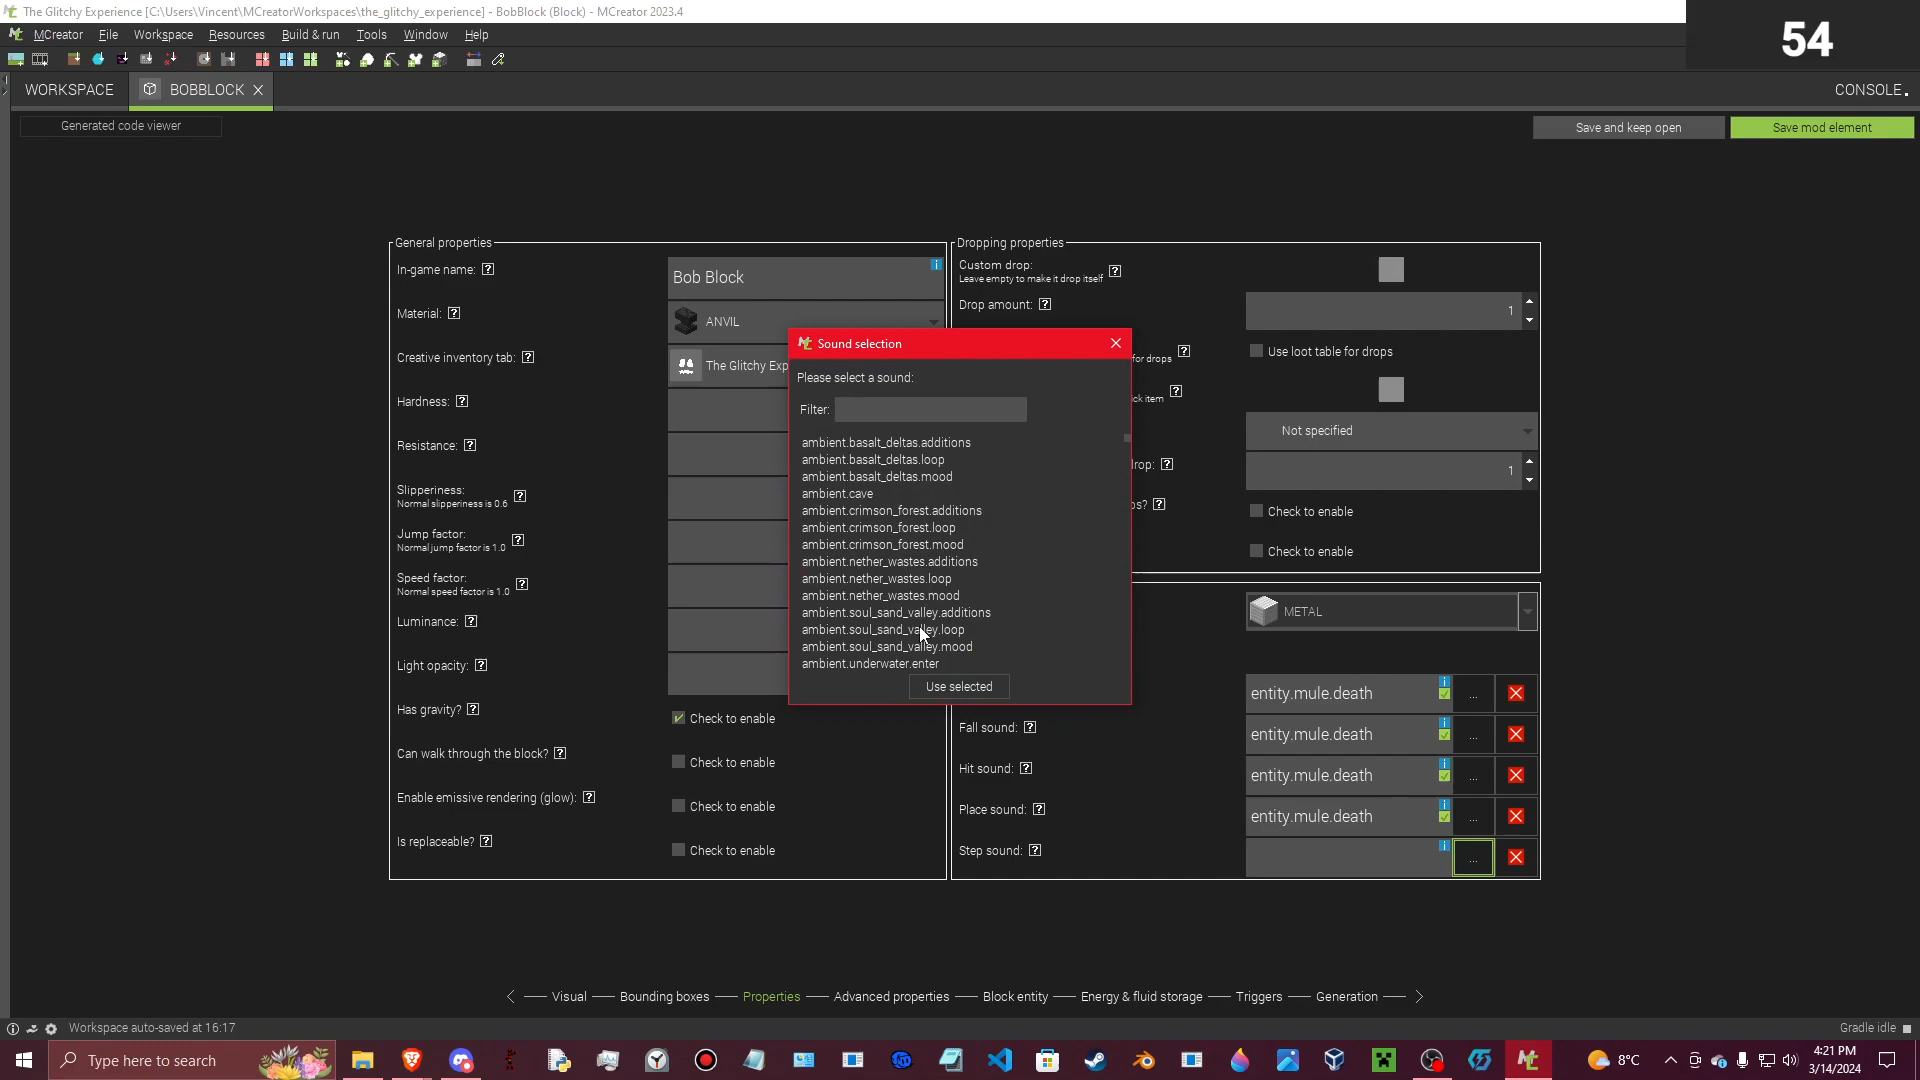 The Glitchy Experience [C:\Users\Vincent\MCreatorWorkspaces\the_glitchy_experience] - BobBlock (Block) - MCreator 2023.4
54
MCreator File Workspace Resources Build & run Tools Window Help
WORKSPACE BOBBLOCK CONSOLE
Generated code viewer
Save and keep open Save mod element
General properties
In-game name: ?
Bob Block
Material: ?
ANVIL
Creative inventory tab: ?
The Glitchy Exp
Hardness: ?
Resistance: ?
Slipperiness: ?
Normal slipperiness is 0.6
Jump factor: ?
Normal jump factor is 1.0
Speed factor: ?
Normal speed factor is 1.0
Luminance: ?
Light opacity: ?
Has gravity? ?
Check to enable
Can walk through the block? ?
Check to enable
Enable emissive rendering (glow): ?
Check to enable
Is replaceable? ?
Check to enable
Sound selection
Please select a sound:
Filter:
ambient.basalt_deltas.additions
ambient.basalt_deltas.loop
ambient.basalt_deltas.mood
ambient.cave
ambient.crimson_forest.additions
ambient.crimson_forest.loop
ambient.crimson_forest.mood
ambient.nether_wastes.additions
ambient.nether_wastes.loop
ambient.nether_wastes.mood
ambient.soul_sand_valley.additions
ambient.soul_sand_valley.loop
ambient.soul_sand_valley.mood
ambient.underwater.enter
Use selected
Dropping properties
Custom drop: ?
Leave empty to make it drop itself
Drop amount: ?
1
for drops ?
Use loot table for drops
ck item ?
Not specified
drop: ?
1
os? ?
Check to enable
Check to enable
METAL
entity.mule.death ...
Fall sound: ?
entity.mule.death ...
Hit sound: ?
entity.mule.death ...
Place sound: ?
entity.mule.death ...
Step sound: ?
...
Visual Bounding boxes Properties Advanced properties Block entity Energy & fluid storage Triggers Generation
Workspace auto-saved at 16:17
Gradle idle
Type here to search
8°C
4:21 PM
3/14/2024